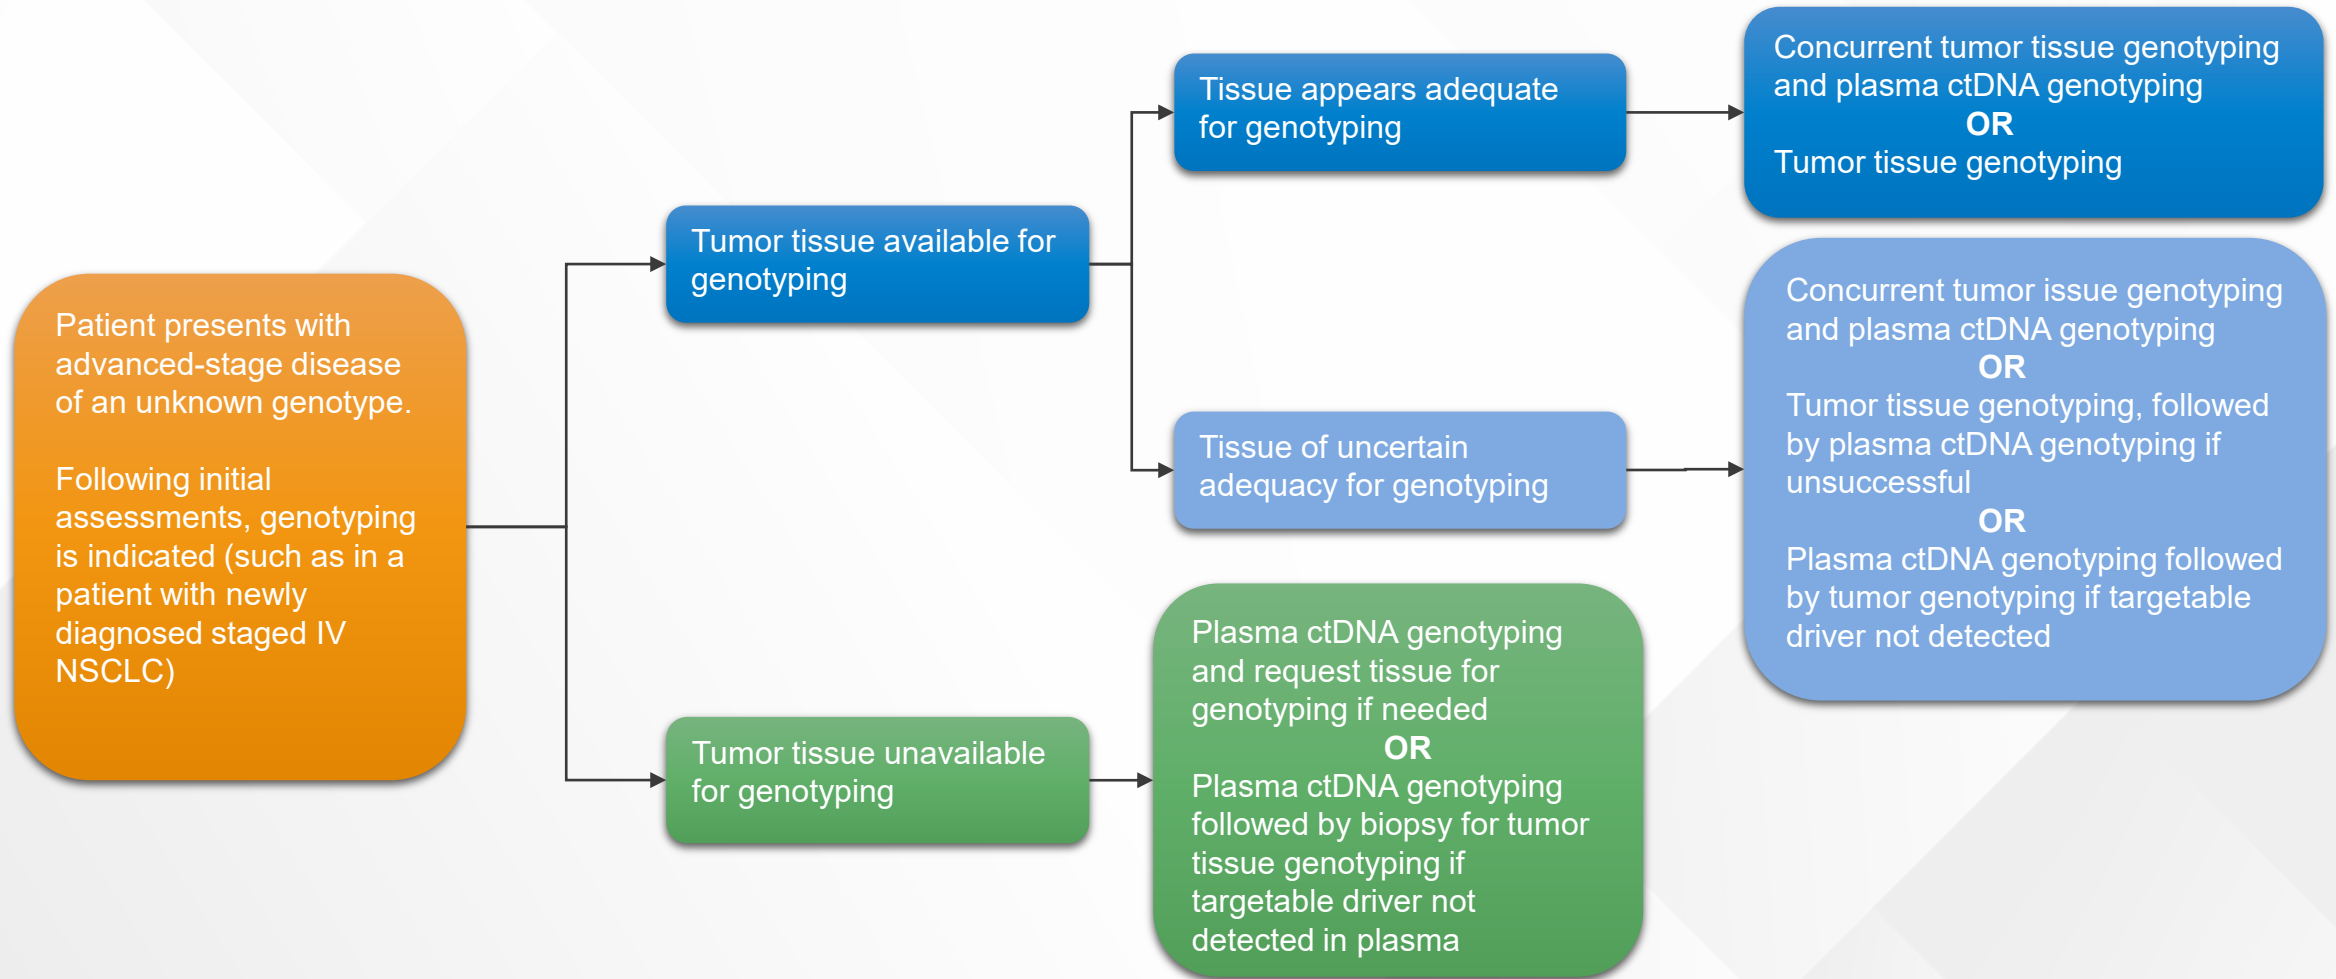 Patient presents with
advanced-stage disease
of an unknown genotype.
Following initial
assessments, genotyping
is indicated (such as in a
patient with newly
diagnosed staged IV
NSCLC)
Tumor tissue available for
genotyping
Tissue appears adequate
for genotyping
Concurrent tumor tissue genotyping
and plasma ctDNA genotyping
OR
Tumor tissue genotyping
Tissue of uncertain
adequacy for genotyping
Concurrent tumor issue genotyping
and plasma ctDNA genotyping
OR
Tumor tissue genotyping, followed
by plasma ctDNA genotyping if
unsuccessful
OR
Plasma ctDNA genotyping followed
by tumor genotyping if targetable
driver not detected
Tumor tissue unavailable
for genotyping
Plasma ctDNA genotyping
and request tissue for
genotyping if needed
OR
Plasma ctDNA genotyping
followed by biopsy for tumor
tissue genotyping if
targetable driver not
detected in plasma